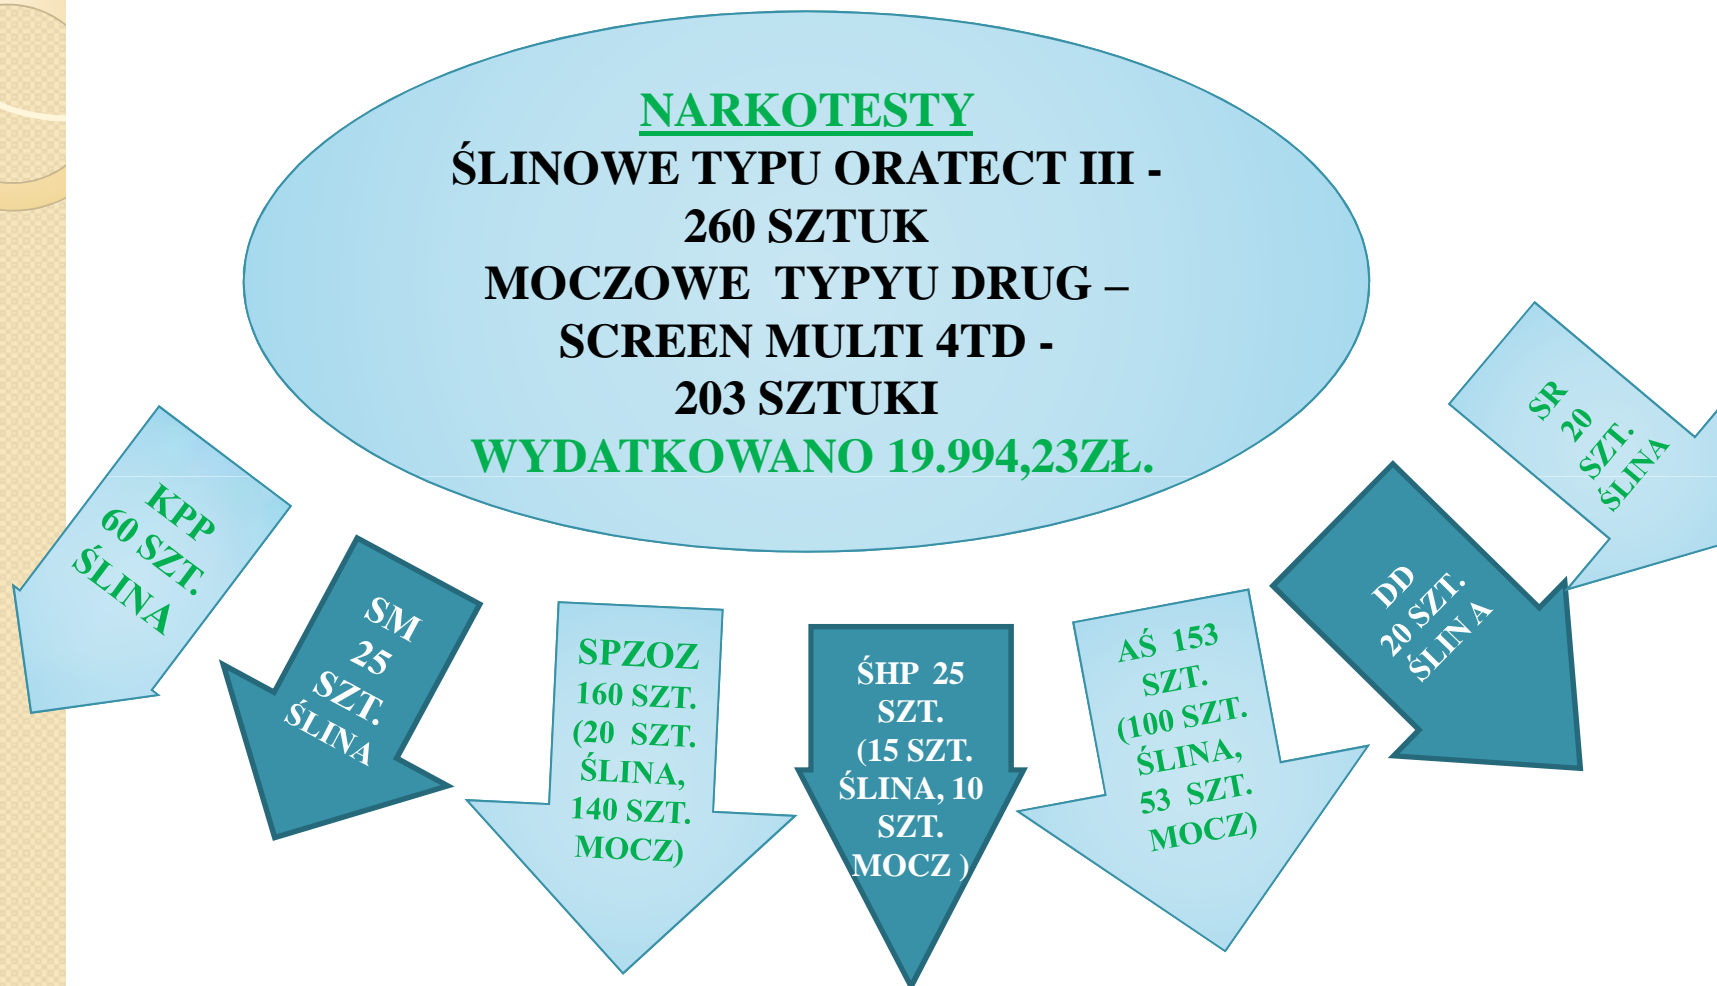 NARKOTESTY
ŚLINOWE TYPU ORATECT III -
260 SZTUK
MOCZOWE  TYPYU DRUG –
SCREEN MULTI 4TD -
203 SZTUKI
WYDATKOWANO 19.994,23ZŁ.
KPP
60 SZT.
ŚLINA
SM
25
SZT.
ŚLINA
SPZOZ
160 SZT.
(20  SZT.
ŚLINA,
140 SZT.
MOCZ)
ŚHP  25
SZT.
(15 SZT.
ŚLINA, 10
SZT.
MOCZ )
AŚ  153
SZT.
(100 SZT.
ŚLINA,
53  SZT.
MOCZ)
DD
20 SZT.
ŚLIN A
SR
20
SZT.
ŚLINA